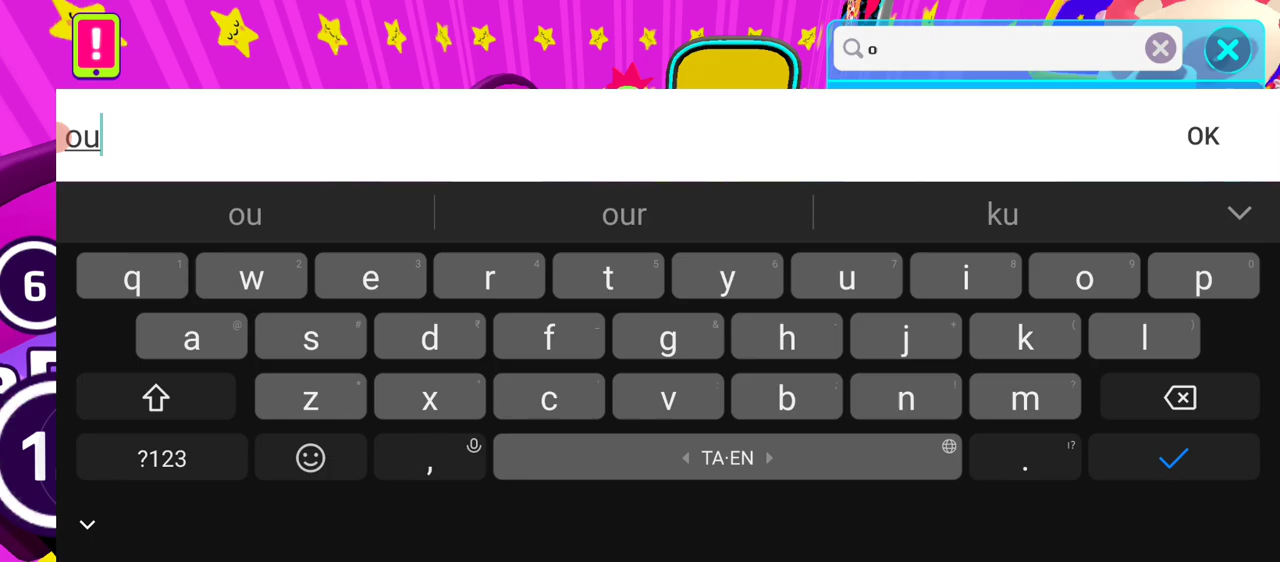 !
o
ou OK
ou our ku
q 1 w 2 e 3 r 4 t 5 y 6 u 7 i 8 o 9 p 0
6
a @ s # d ₹ f _ g & h - j + k ( l )
z * x " c ' v : b ; n ! m ?
1
?123 , TA·EN . !?